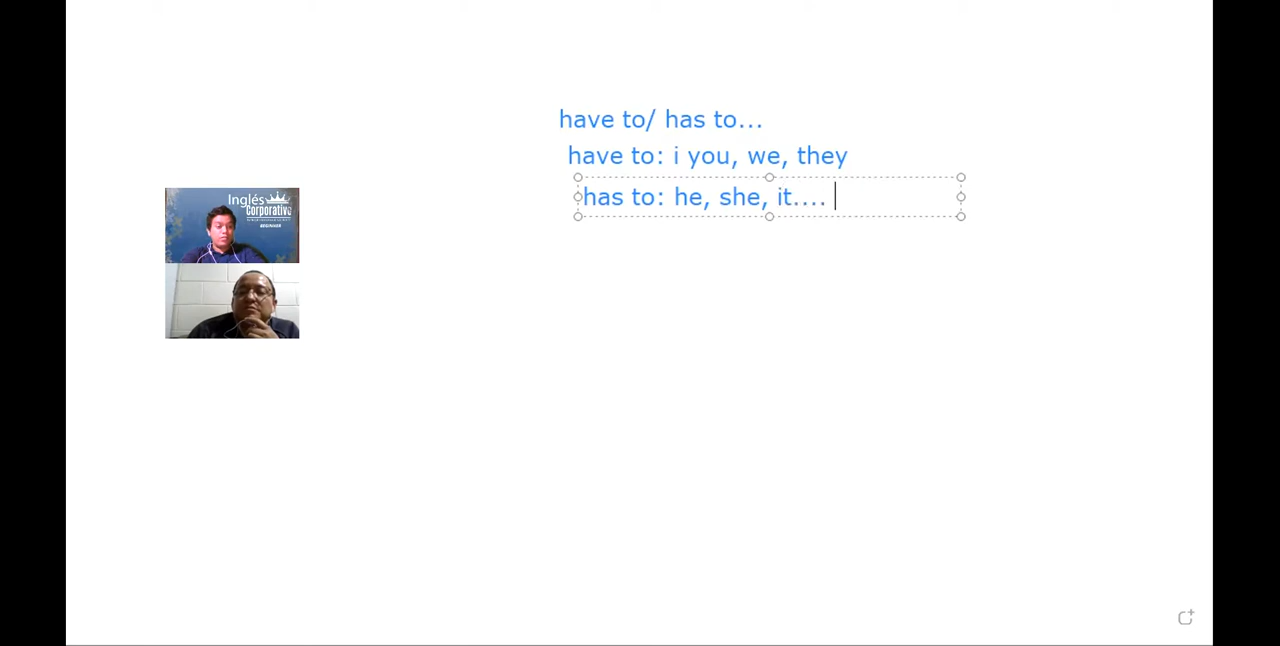 have to/ has to...
have to: i you, we, they
has to: he, she, it....
Inglés
Corporativo
BEGINNER